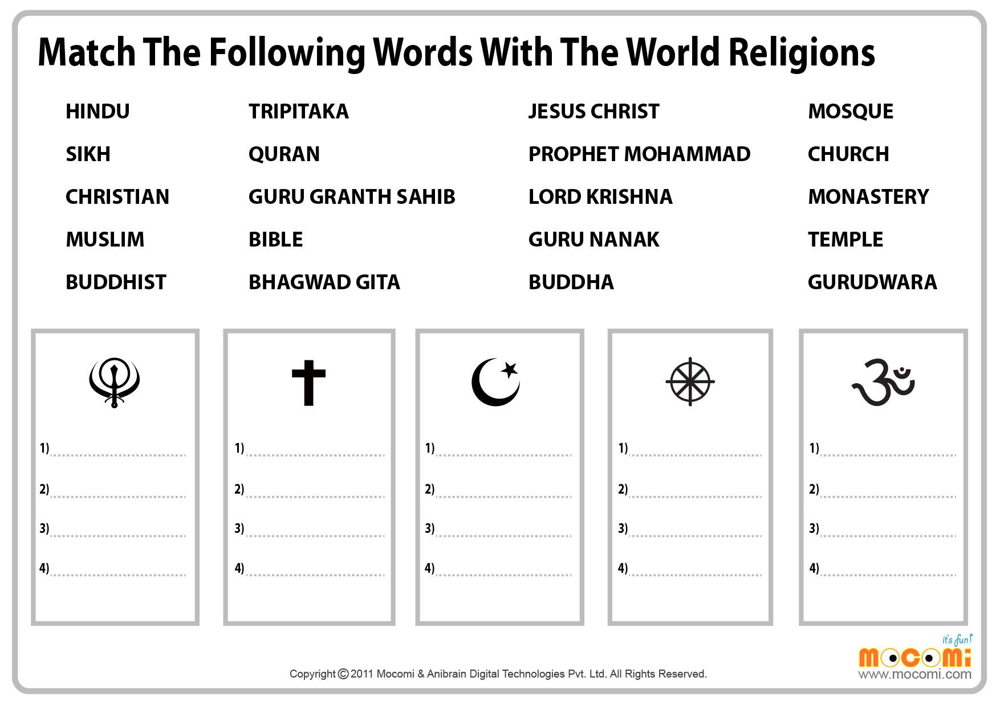 Match The Following Words With The World Religions
HINDU TRIPITAKA JESUS CHRIST MOSQUE
SIKH QURAN PROPHET MOHAMMAD CHURCH
CHRISTIAN GURU GRANTH SAHIB LORD KRISHNA MONASTERY
MUSLIM BIBLE GURU NANAK TEMPLE
BUDDHIST BHAGWAD GITA BUDDHA GURUDWARA
1) 1) 1) 1) 1)
2) 2) 2) 2) 2)
3) 3) 3) 3) 3)
4) 4) 4) 4) 4)
it's fun!
mocomi
www.mocomi.com
Copyright © 2011 Mocomi & Anibrain Digital Technologies Pvt. Ltd. All Rights Reserved.